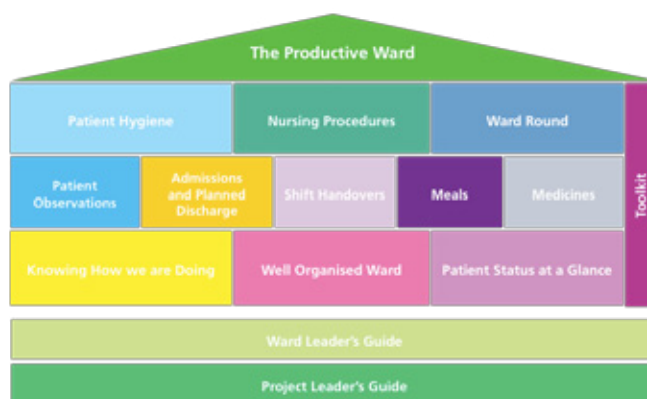 The Productive Ward
Patient Hygiene
Nursing Procedures
Ward Round
Toolkit
Patient
Observations
Admissions
and Planned
Discharge
Shift Handovers
Meals
Medicines
Knowing How we are Doing
Well Organised Ward
Patient Status at a Glance
Ward Leader's Guide
Project Leader's Guide